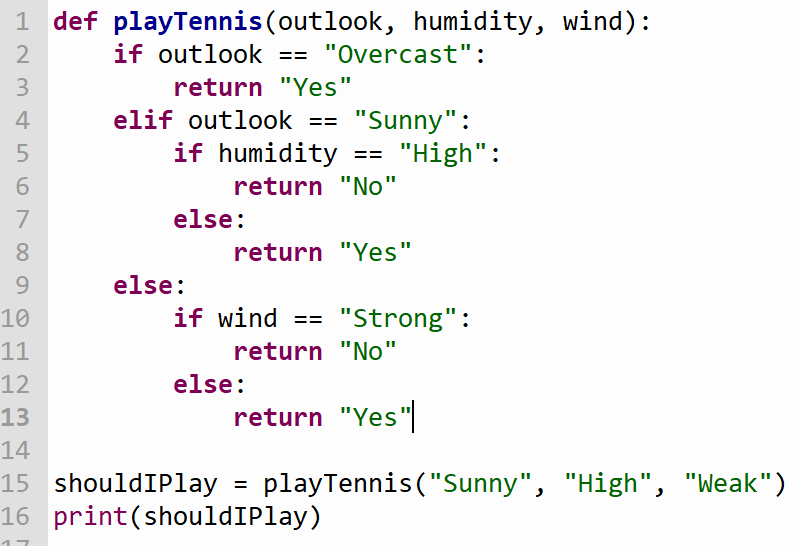 1 def playTennis(outlook, humidity, wind):
2     if outlook == "Overcast":
3         return "Yes"
4     elif outlook == "Sunny":
5         if humidity == "High":
6             return "No"
7         else:
8             return "Yes"
9     else:
10         if wind == "Strong":
11             return "No"
12         else:
13             return "Yes"
14
15 shouldIPlay = playTennis("Sunny", "High", "Weak")
16 print(shouldIPlay)
17